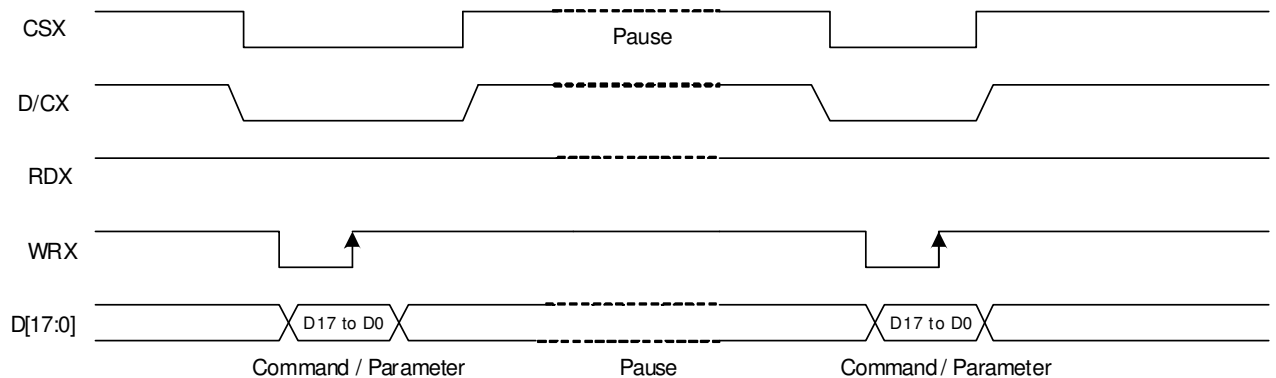 CSX
Pause
D/CX
RDX
WRX
D[17:0]
D17 to D0
D17 to D0
Command / Parameter
Pause
Command / Parameter